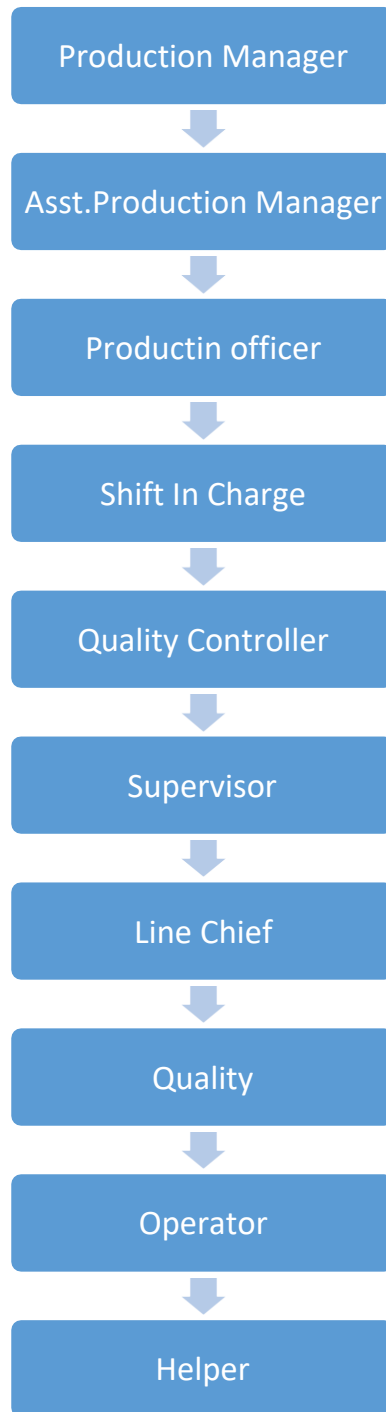 Production Manager
Asst.Production Manager
Productin officer
Shift In Charge
Quality Controller
Supervisor
Line Chief
Quality
Operator
Helper